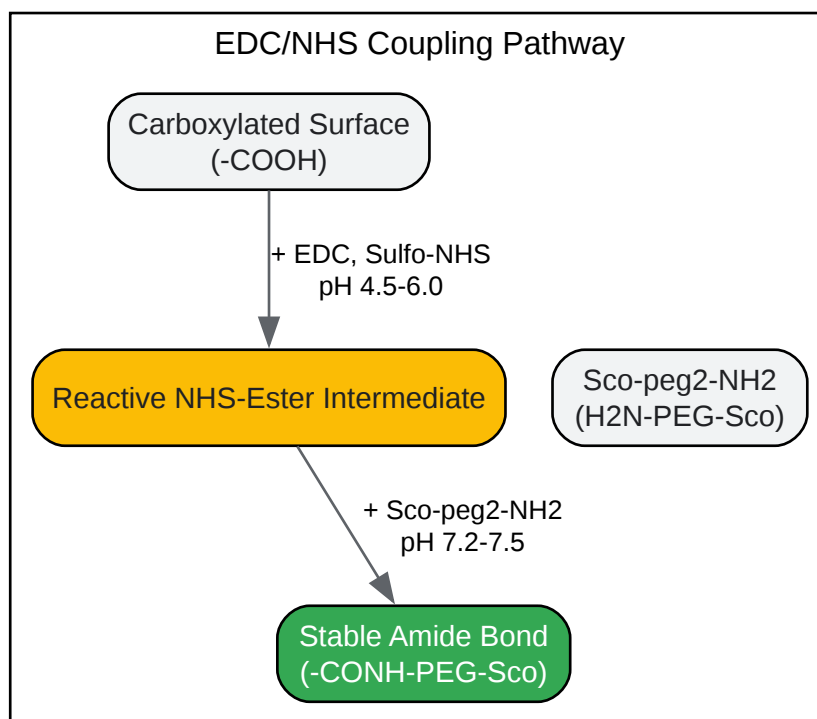 EDC/NHS Coupling Pathway
Carboxylated Surface
(-COOH)
+ EDC, Sulfo-NHS
pH 4.5-6.0
Reactive NHS-Ester Intermediate
Sco-peg2-NH2
(H2N-PEG-Sco)
+ Sco-peg2-NH2
pH 7.2-7.5
Stable Amide Bond
(-CONH-PEG-Sco)